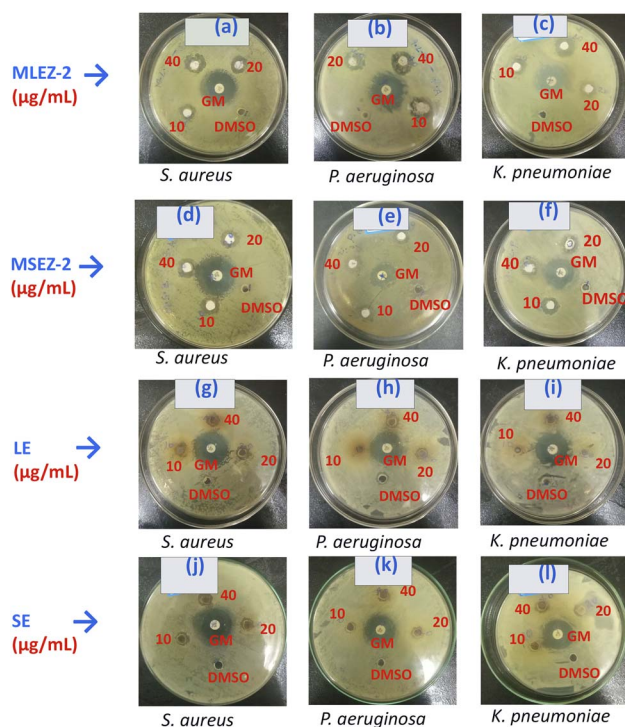 (a) (b) (c)
MLEZ-2 40 20 20 40 40
(µg/mL) GM GM 10 GM
10 DMSO DMSO 10 DMSO 20
S. aureus P. aeruginosa K. pneumoniae
(d) (e) (f)
MSEZ-2 20 20 20
(µg/mL) 40 GM 40 GM 40 GM
10 DMSO 10 DMSO 10 DMSO
S. aureus P. aeruginosa K. pneumoniae
(g) (h) (i)
LE 40 40 40
(µg/mL) 10 GM 20 10 GM 20 10 GM 20
DMSO DMSO DMSO
S. aureus P. aeruginosa K. pneumoniae
(j) (k) (l)
SE 40 40 40 20
(µg/mL) 10 GM 20 10 GM 20 10 GM
DMSO DMSO DMSO
S. aureus P. aeruginosa K. pneumoniae